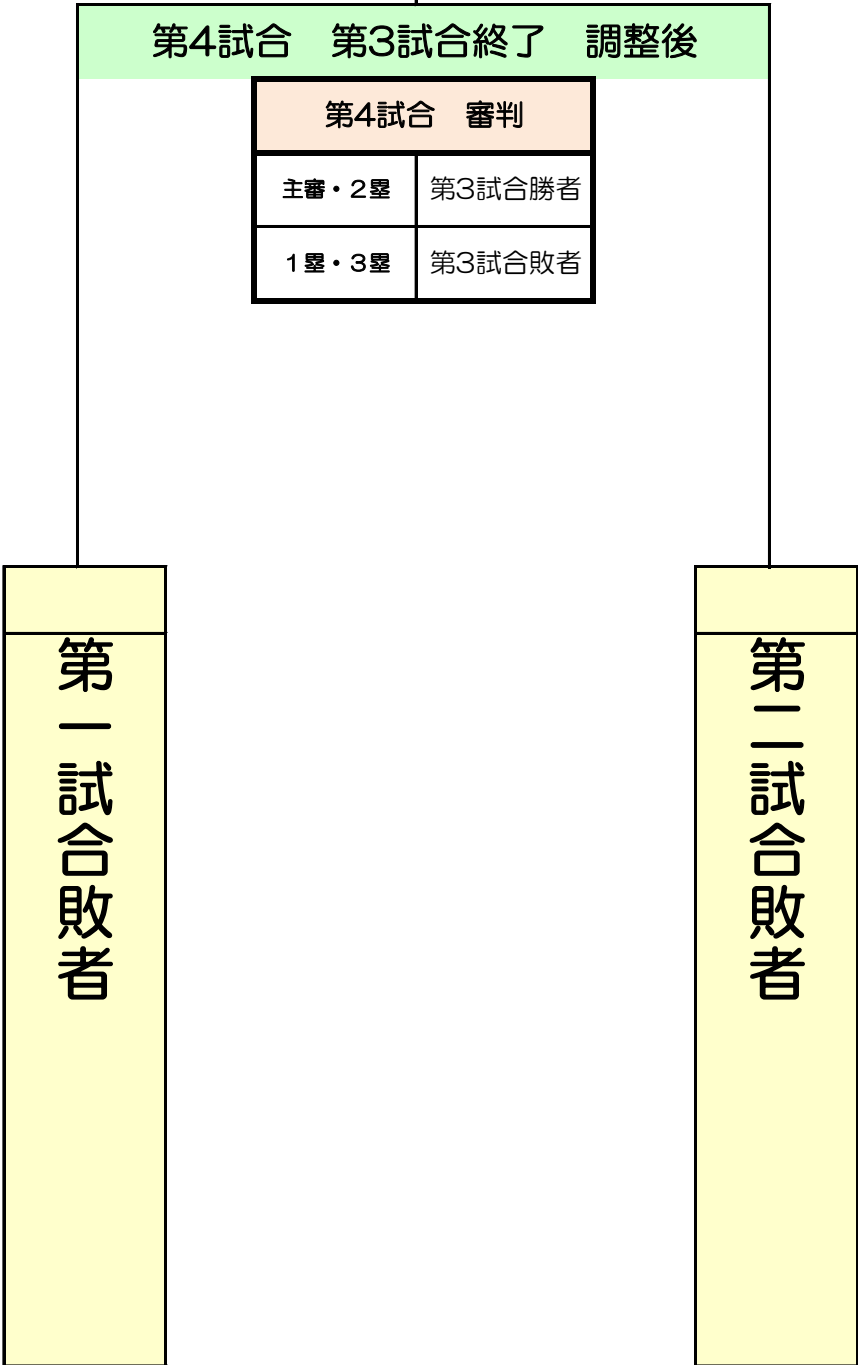 第4試合　第3試合終了　調整後
第4試合　審判
主審・２塁　第3試合勝者
１塁・３塁　第3試合敗者
第一試合敗者
第二試合敗者